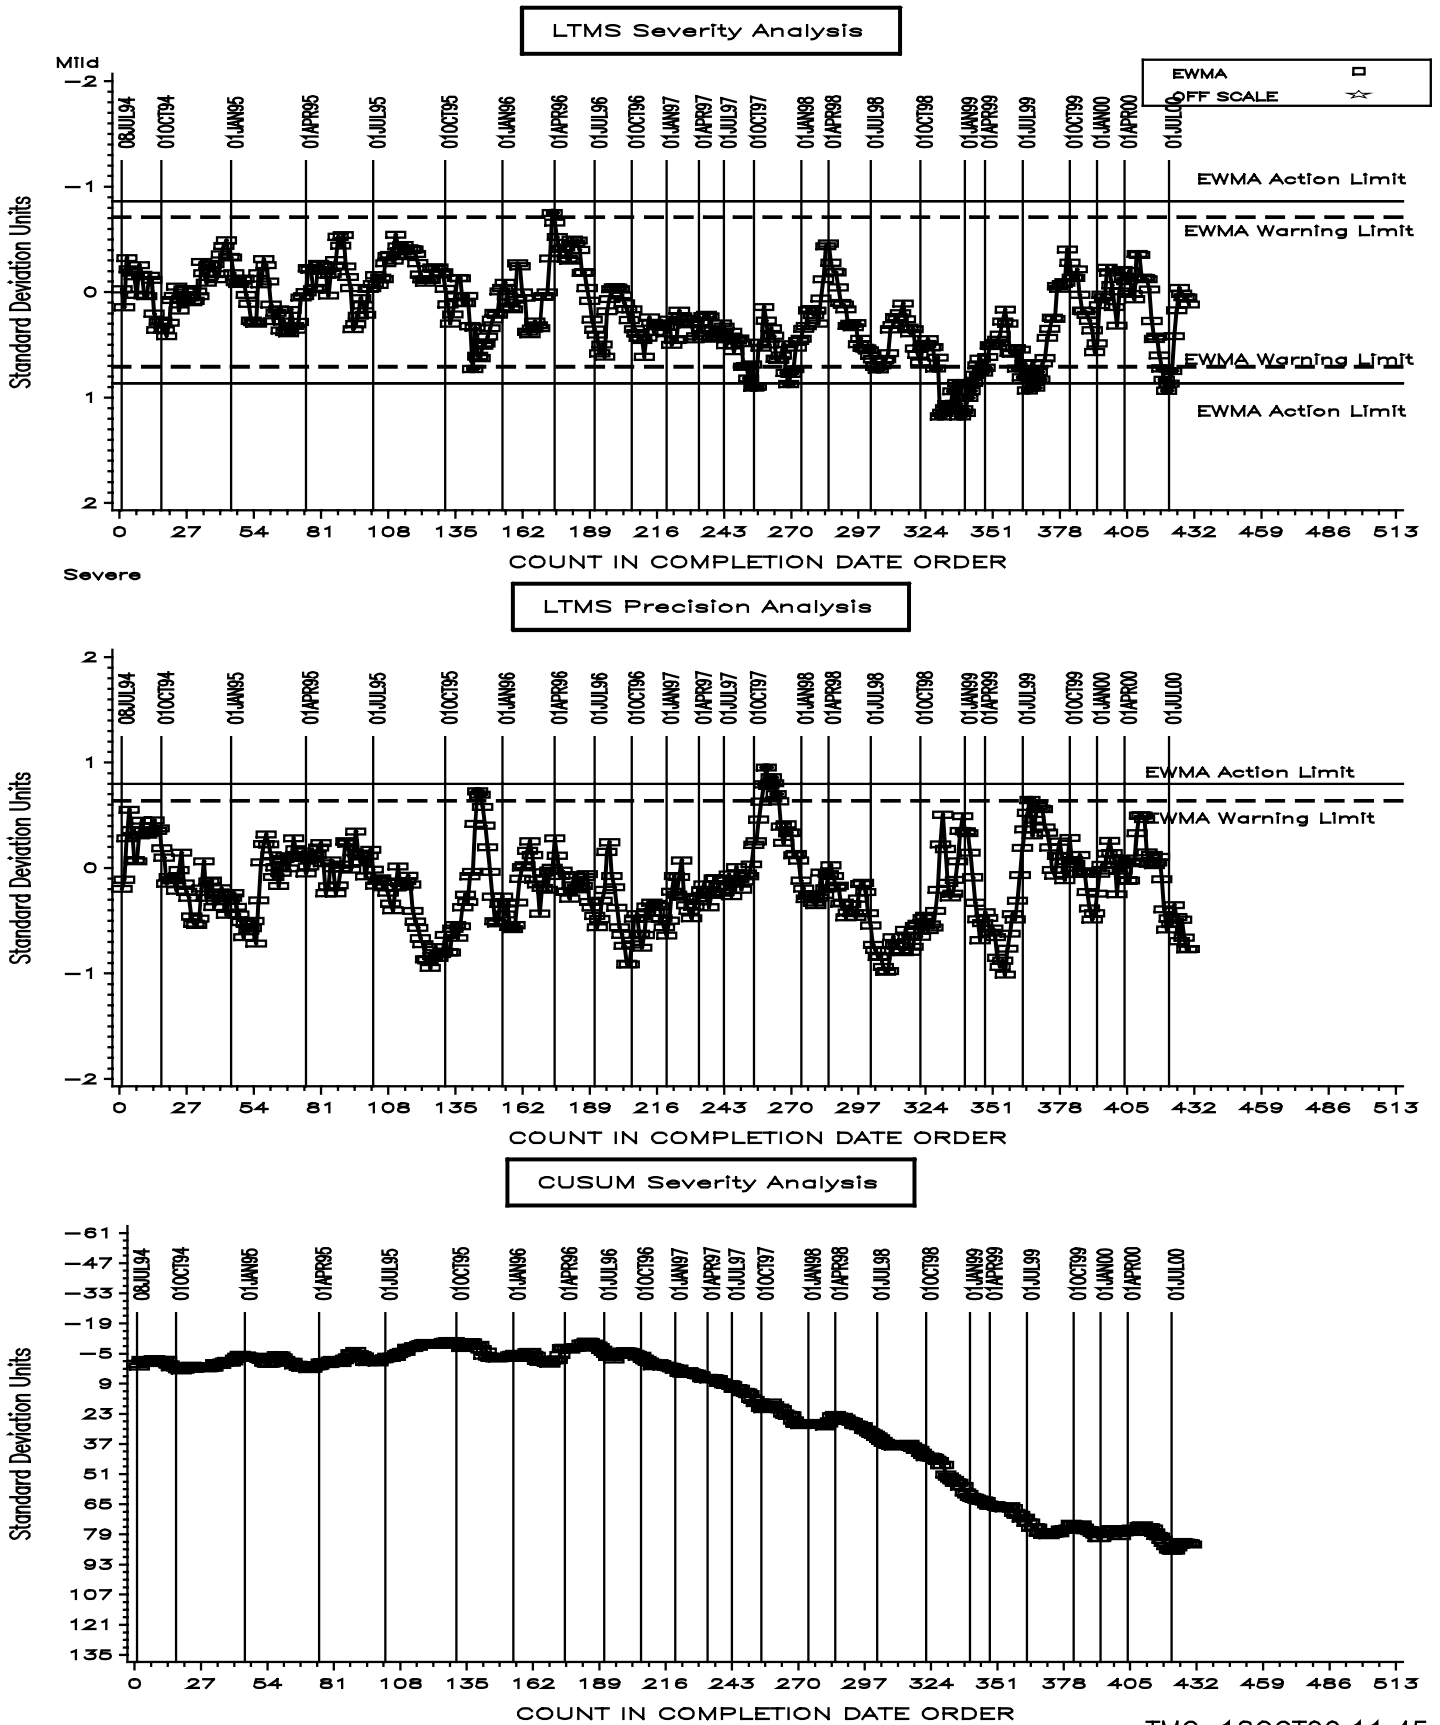 LTMS Severity Analysis
Mild
EWMA
OFF SCALE
-2
-1
0
1
2
Standard Deviation Units
08JUL94 01OCT94 01JAN95 01APR95 01JUL95 01OCT95 01JAN96 01APR96 01JUL96 01OCT96 01JAN97 01APR97 01JUL97 01OCT97 01JAN98 01APR98 01JUL98 01OCT98 01JAN99 01APR99 01JUL99 01OCT99 01JAN00 01APR00 01JUL00
EWMA Action Limit
EWMA Warning Limit
EWMA Warning Limit
EWMA Action Limit
0 27 54 81 108 135 162 189 216 243 270 297 324 351 378 405 432 459 486 513
COUNT IN COMPLETION DATE ORDER
Severe
LTMS Precision Analysis
2
1
0
-1
-2
Standard Deviation Units
08JUL94 01OCT94 01JAN95 01APR95 01JUL95 01OCT95 01JAN96 01APR96 01JUL96 01OCT96 01JAN97 01APR97 01JUL97 01OCT97 01JAN98 01APR98 01JUL98 01OCT98 01JAN99 01APR99 01JUL99 01OCT99 01JAN00 01APR00 01JUL00
EWMA Action Limit
EWMA Warning Limit
0 27 54 81 108 135 162 189 216 243 270 297 324 351 378 405 432 459 486 513
COUNT IN COMPLETION DATE ORDER
CUSUM Severity Analysis
-61
-47
-33
-19
-5
9
23
37
51
65
79
93
107
121
135
Standard Deviation Units
08JUL94 01OCT94 01JAN95 01APR95 01JUL95 01OCT95 01JAN96 01APR96 01JUL96 01OCT96 01JAN97 01APR97 01JUL97 01OCT97 01JAN98 01APR98 01JUL98 01OCT98 01JAN99 01APR99 01JUL99 01OCT99 01JAN00 01APR00 01JUL00
0 27 54 81 108 135 162 189 216 243 270 297 324 351 378 405 432 459 486 513
COUNT IN COMPLETION DATE ORDER